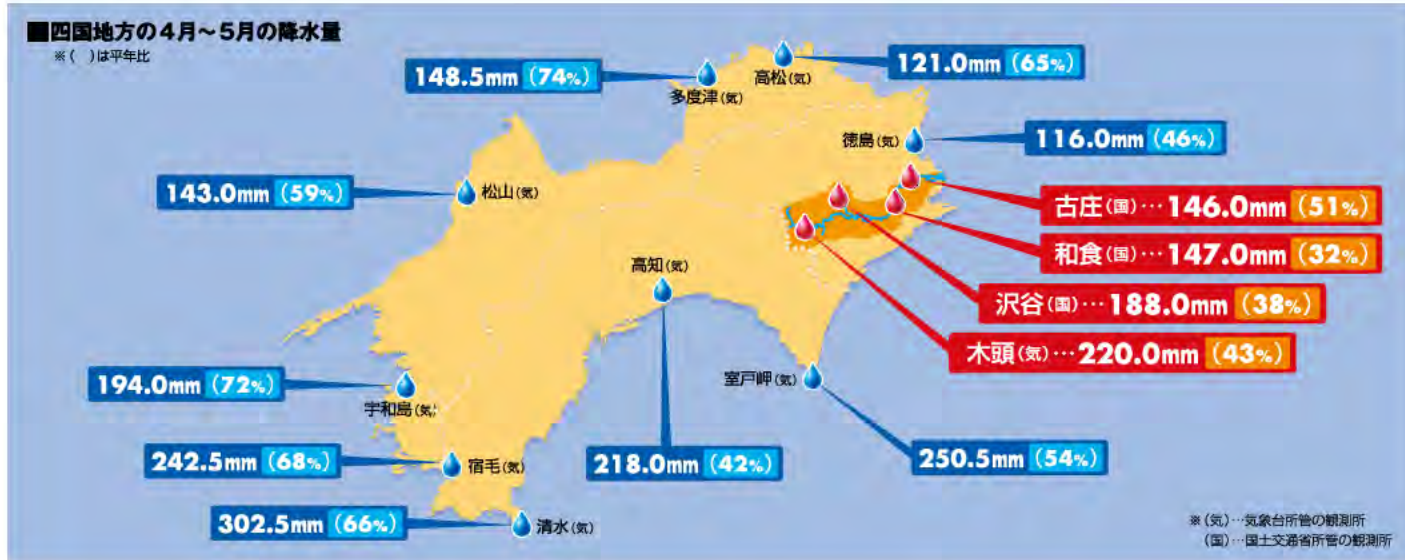 ■四国地方の4月～5月の降水量
※( )は平年比
148.5mm (74%)
多度津(気)
高松(気)
121.0mm (65%)
徳島(気)
116.0mm (46%)
143.0mm (59%)
松山(気)
古庄(国)…146.0mm (51%)
和食(国)…147.0mm (32%)
沢谷(国)…188.0mm (38%)
木頭(気)…220.0mm (43%)
高知(気)
218.0mm (42%)
室戸岬(気)
250.5mm (54%)
194.0mm (72%)
宇和島(気)
242.5mm (68%)
宿毛(気)
302.5mm (66%)
清水(気)
※(気)…気象台所管の観測所
(国)…国土交通省所管の観測所